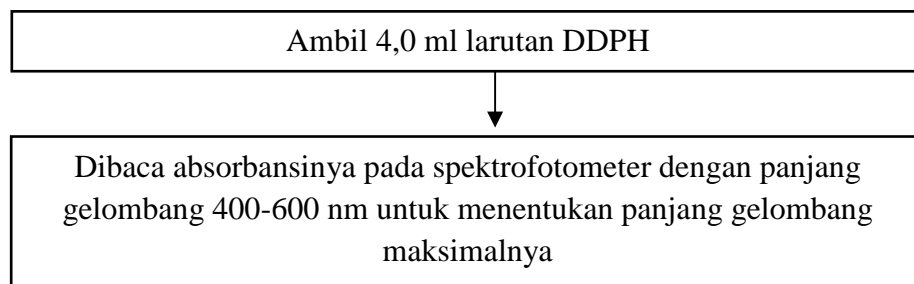 Ambil 4,0 ml larutan DDPH
Dibaca absorbansinya pada spektrofotometer dengan panjang
gelombang 400-600 nm untuk menentukan panjang gelombang
maksimalnya